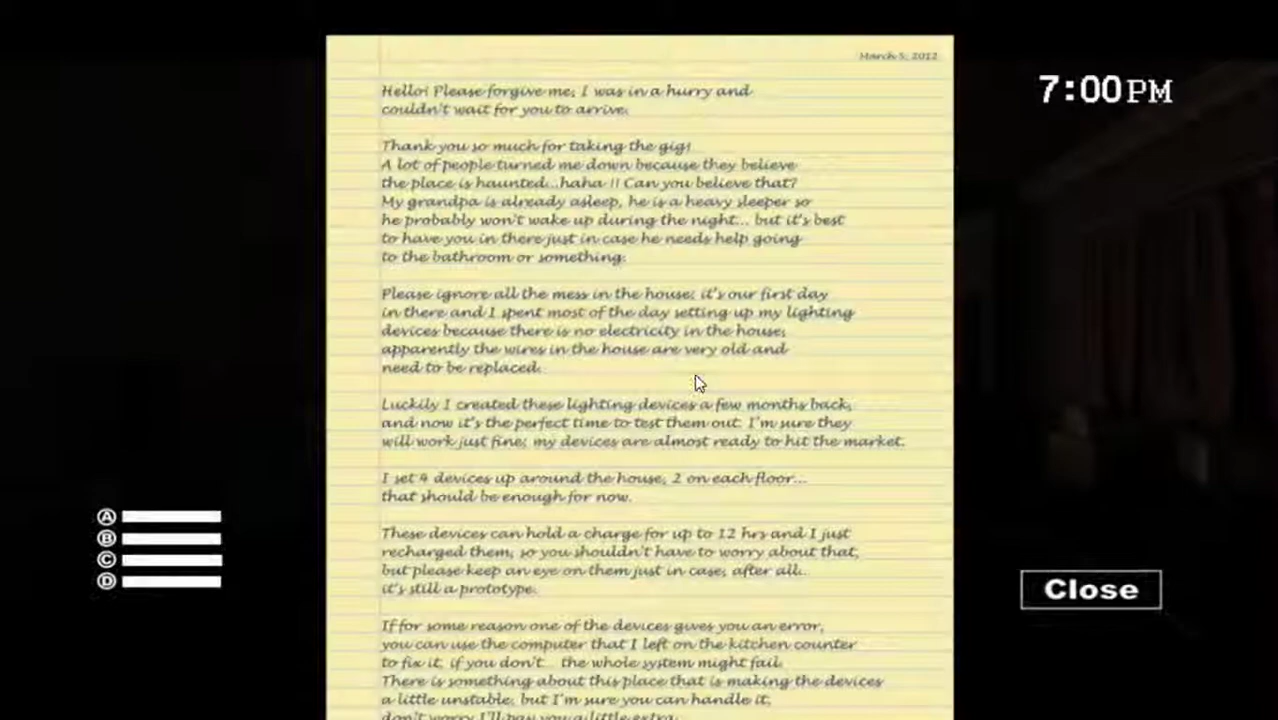 March 5, 2012
7:00PM
Hello! Please forgive me, I was in a hurry and
couldn't wait for you to arrive.
Thank you so much for taking the gig!
A lot of people turned me down because they believe
the place is haunted...haha !! Can you believe that?
My grandpa is already asleep, he is a heavy sleeper so
he probably won't wake up during the night... but it's best
to have you in there just in case he needs help going
to the bathroom or something.
Please ignore all the mess in the house; it's our first day
in there and I spent most of the day setting up my lighting
devices because there is no electricity in the house,
apparently the wires in the house are very old and
need to be replaced.
Luckily I created these lighting devices a few months back,
and now it's the perfect time to test them out. I'm sure they
will work just fine; my devices are almost ready to hit the market.
I set 4 devices up around the house, 2 on each floor...
that should be enough for now.
These devices can hold a charge for up to 12 hrs and I just
recharged them, so you shouldn't have to worry about that,
but please keep an eye on them just in case, after all..
it's still a prototype.
If for some reason one of the devices gives you an error,
you can use the computer that I left on the kitchen counter
to fix it, if you don't... the whole system might fail.
There is something about this place that is making the devices
a little unstable, but I'm sure you can handle it,
don't worry I'll pay you a little extra.
A
B
C
D
Close